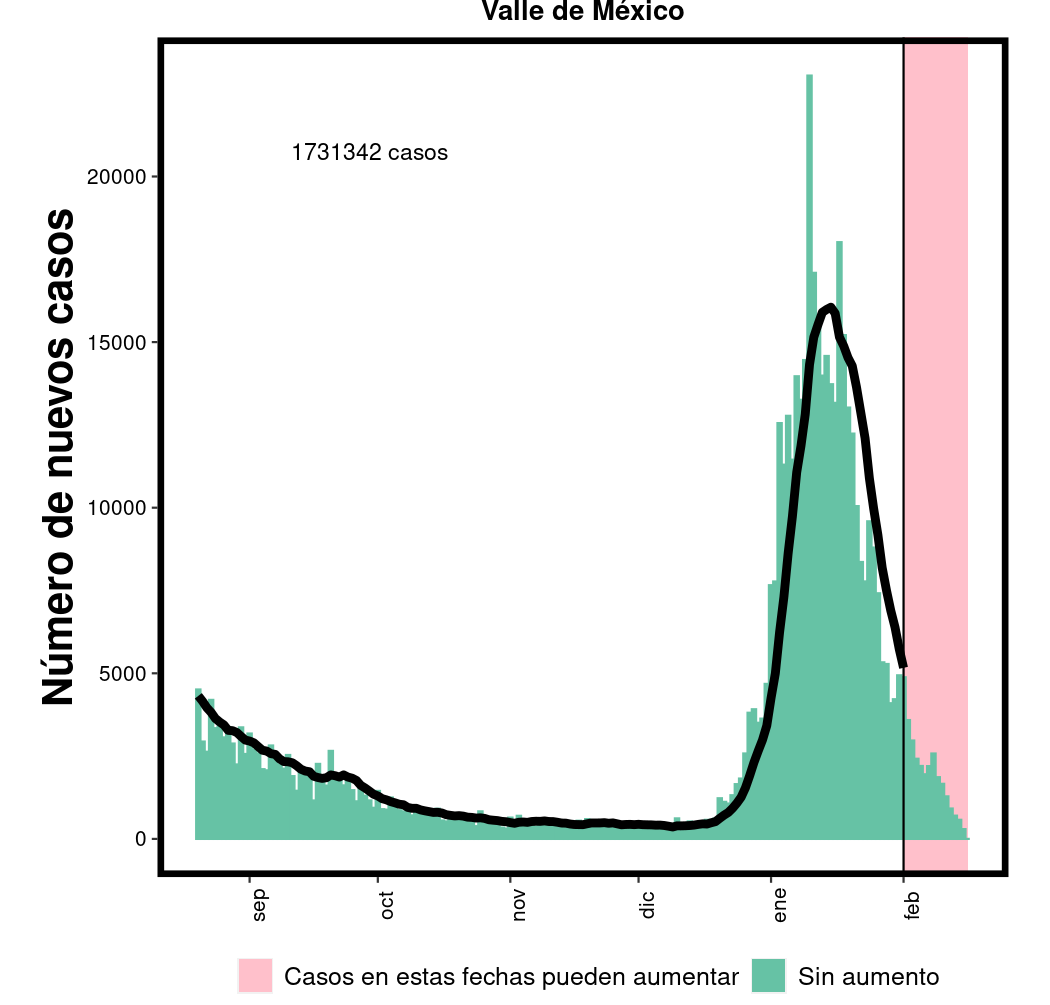 Valle de México
1731342 casos
Número de nuevos casos
20000
15000
10000
5000
0
sep
oct
nov
dic
ene
feb
Casos en estas fechas pueden aumentar
Sin aumento